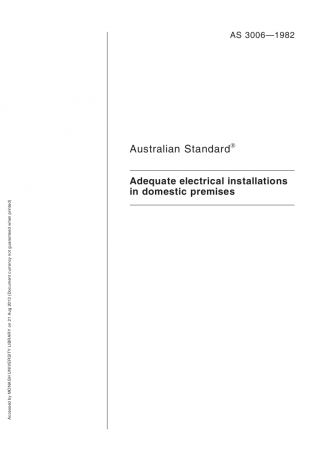 AS 3006—1982
Australian Standard®
Adequate electrical installations
in domestic premises
Accessed by MONASH UNIVERSITY LIBRARY on 21 Aug 2013 (Document currency not guaranteed when printed)